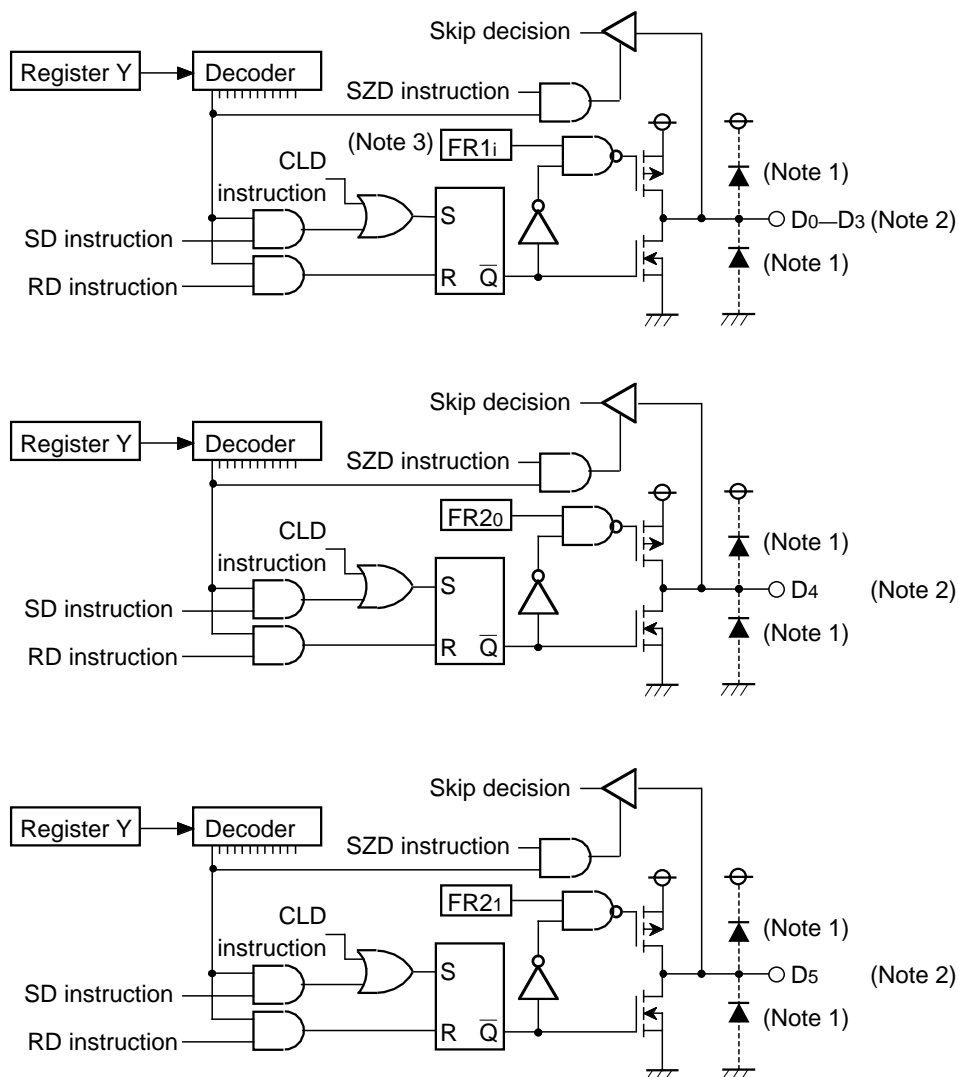 Skip decision
Register Y
Decoder
SZD instruction
(Note 3)
FR1i
CLD
instruction
(Note 1)
S
D0—D3 (Note 2)
SD instruction
(Note 1)
R Q̅
RD instruction
Skip decision
Register Y
Decoder
SZD instruction
FR20
CLD
instruction
(Note 1)
S
D4 (Note 2)
SD instruction
(Note 1)
R Q̅
RD instruction
Skip decision
Register Y
Decoder
SZD instruction
FR21
CLD
instruction
(Note 1)
S
D5 (Note 2)
SD instruction
(Note 1)
R Q̅
RD instruction